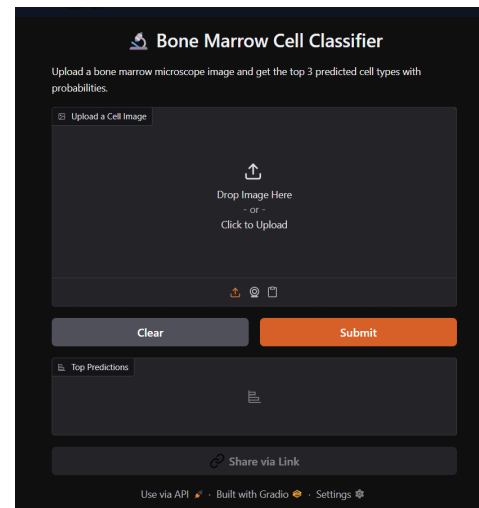 🔬 Bone Marrow Cell Classifier
Upload a bone marrow microscope image and get the top 3 predicted cell types with
probabilities.
Upload a Cell Image
Drop Image Here
- or -
Click to Upload
Clear
Submit
Top Predictions
🔗 Share via Link
Use via API 🚀 · Built with Gradio · Settings ⚙️